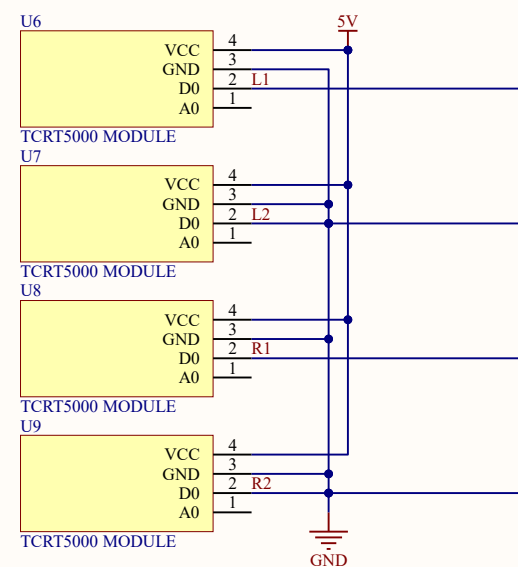 U6
5V
VCC 4
GND 3
D0 2 L1
A0 1
TCRT5000 MODULE
U7
VCC 4
GND 3
D0 2 L2
A0 1
TCRT5000 MODULE
U8
VCC 4
GND 3
D0 2 R1
A0 1
TCRT5000 MODULE
U9
VCC 4
GND 3
D0 2 R2
A0 1
TCRT5000 MODULE
GND